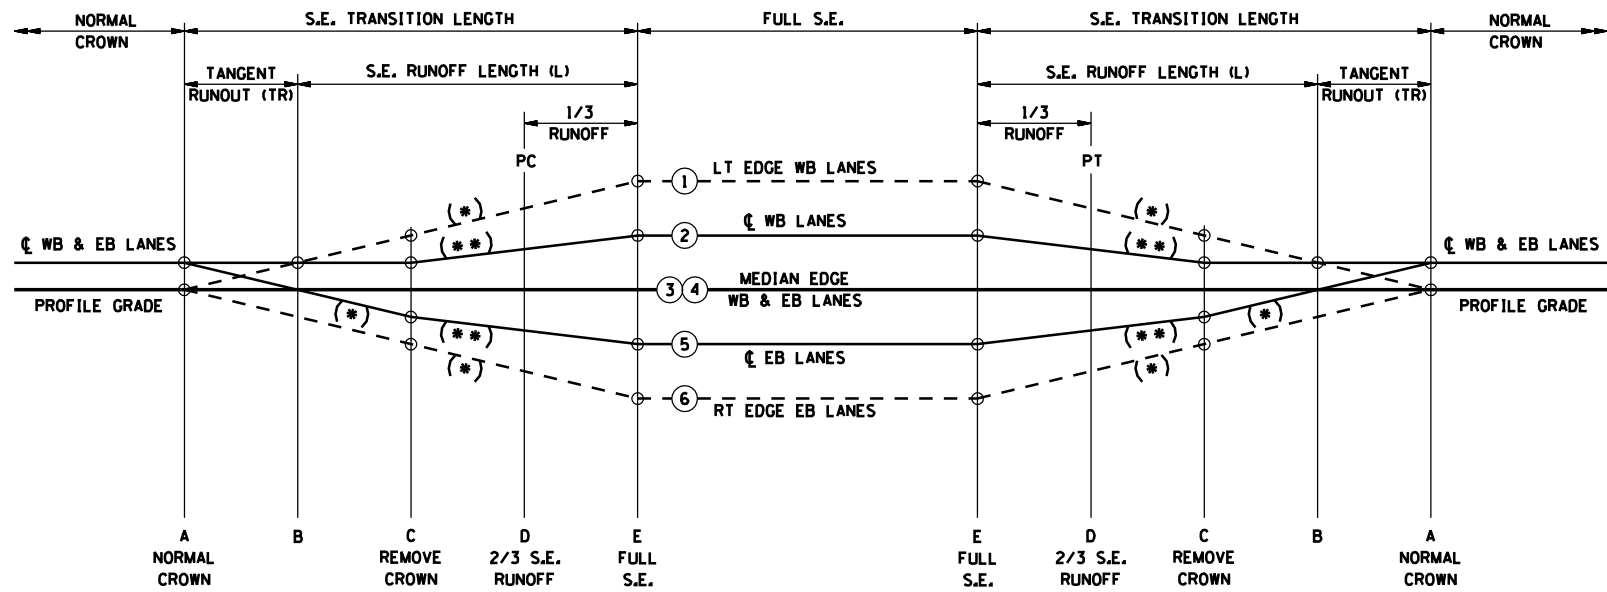 NORMAL
CROWN
S.E. TRANSITION LENGTH
FULL S.E.
S.E. TRANSITION LENGTH
NORMAL
CROWN
TANGENT
RUNOUT (TR)
S.E. RUNOFF LENGTH (L)
S.E. RUNOFF LENGTH (L)
TANGENT
RUNOUT (TR)
1/3
RUNOFF
1/3
RUNOFF
PC
PT
1
LT EDGE WB LANES
(*)
(*)
2
℄ WB LANES
(**)
(**)
℄ WB & EB LANES
℄ WB & EB LANES
3 4
MEDIAN EDGE
WB & EB LANES
PROFILE GRADE
PROFILE GRADE
(*)
(*)
(**)
(**)
5
℄ EB LANES
(*)
(*)
6
RT EDGE EB LANES
A
NORMAL
CROWN
B
C
REMOVE
CROWN
D
2/3 S.E.
RUNOFF
E
FULL
S.E.
E
FULL
S.E.
D
2/3 S.E.
RUNOFF
C
REMOVE
CROWN
B
A
NORMAL
CROWN